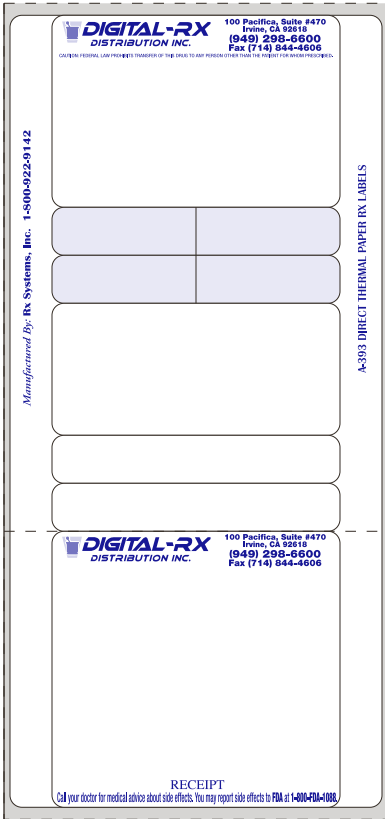 DIGITAL-RX
DISTRIBUTION INC.
100 Pacifica, Suite #470
Irvine, CA 92618
(949) 298-6600
Fax (714) 844-4606
CAUTION: FEDERAL LAW PROHIBITS TRANSFER OF THIS DRUG TO ANY PERSON OTHER THAN THE PATIENT FOR WHOM PRESCRIBED.
Manufactured By: Rx Systems, Inc. 1-800-922-9142
A-393 DIRECT THERMAL PAPER RX LABELS
DIGITAL-RX
DISTRIBUTION INC.
100 Pacifica, Suite #470
Irvine, CA 92618
(949) 298-6600
Fax (714) 844-4606
RECEIPT
Call your doctor for medical advice about side effects. You may report side effects to FDA at 1-800-FDA-1088.